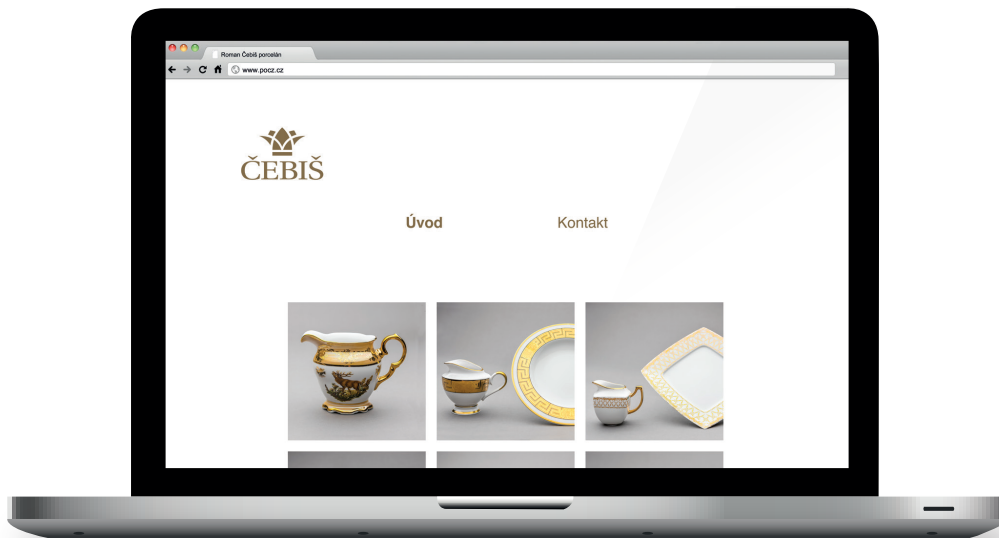 Roman Čebiš porcelán
www.pocz.cz
ČEBIŠ
Úvod
Kontakt